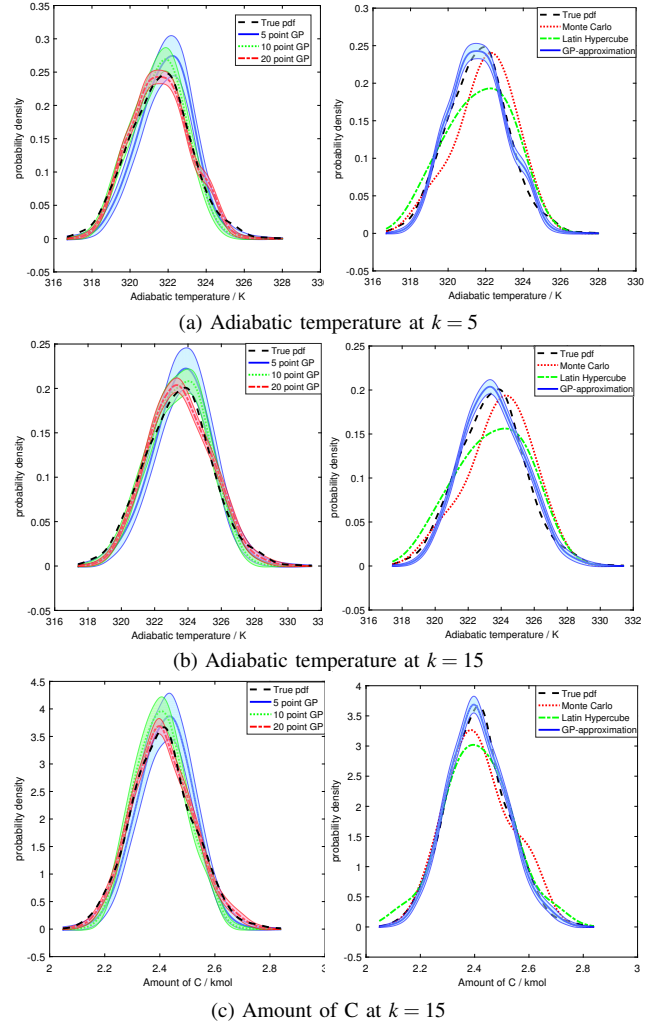 0.35
0.3
0.25
0.2
0.15
0.1
0.05
0
-0.05
probability density
316 318 320 322 324 326 328 33
Adiabatic temperature / K
True pdf
5 point GP
10 point GP
20 point GP
0.3
0.25
0.2
0.15
0.1
0.05
0
-0.05
probability density
316 318 320 322 324 326 328 330
Adiabatic temperature / K
True pdf
Monte Carlo
Latin Hypercube
GP-approximation
(a) Adiabatic temperature at k = 5
0.25
0.2
0.15
0.1
0.05
0
-0.05
probability density
316 318 320 322 324 326 328 330 33
Adiabatic temperature / K
True pdf
5 point GP
10 point GP
20 point GP
0.25
0.2
0.15
0.1
0.05
0
-0.05
probability density
316 318 320 322 324 326 328 330 332
Adiabatic temperature / K
True pdf
Monte Carlo
Latin Hypercube
GP-approximation
(b) Adiabatic temperature at k = 15
4.5
4
3.5
3
2.5
2
1.5
1
0.5
0
-0.5
probability density
2 2.2 2.4 2.6 2.8 3
Amount of C / kmol
True pdf
5 point GP
10 point GP
20 point GP
4
3.5
3
2.5
2
1.5
1
0.5
0
-0.5
probability density
2 2.2 2.4 2.6 2.8 3
Amount of C / kmol
True pdf
Monte Carlo
Latin Hypercube
GP-approximation
(c) Amount of C at k = 15